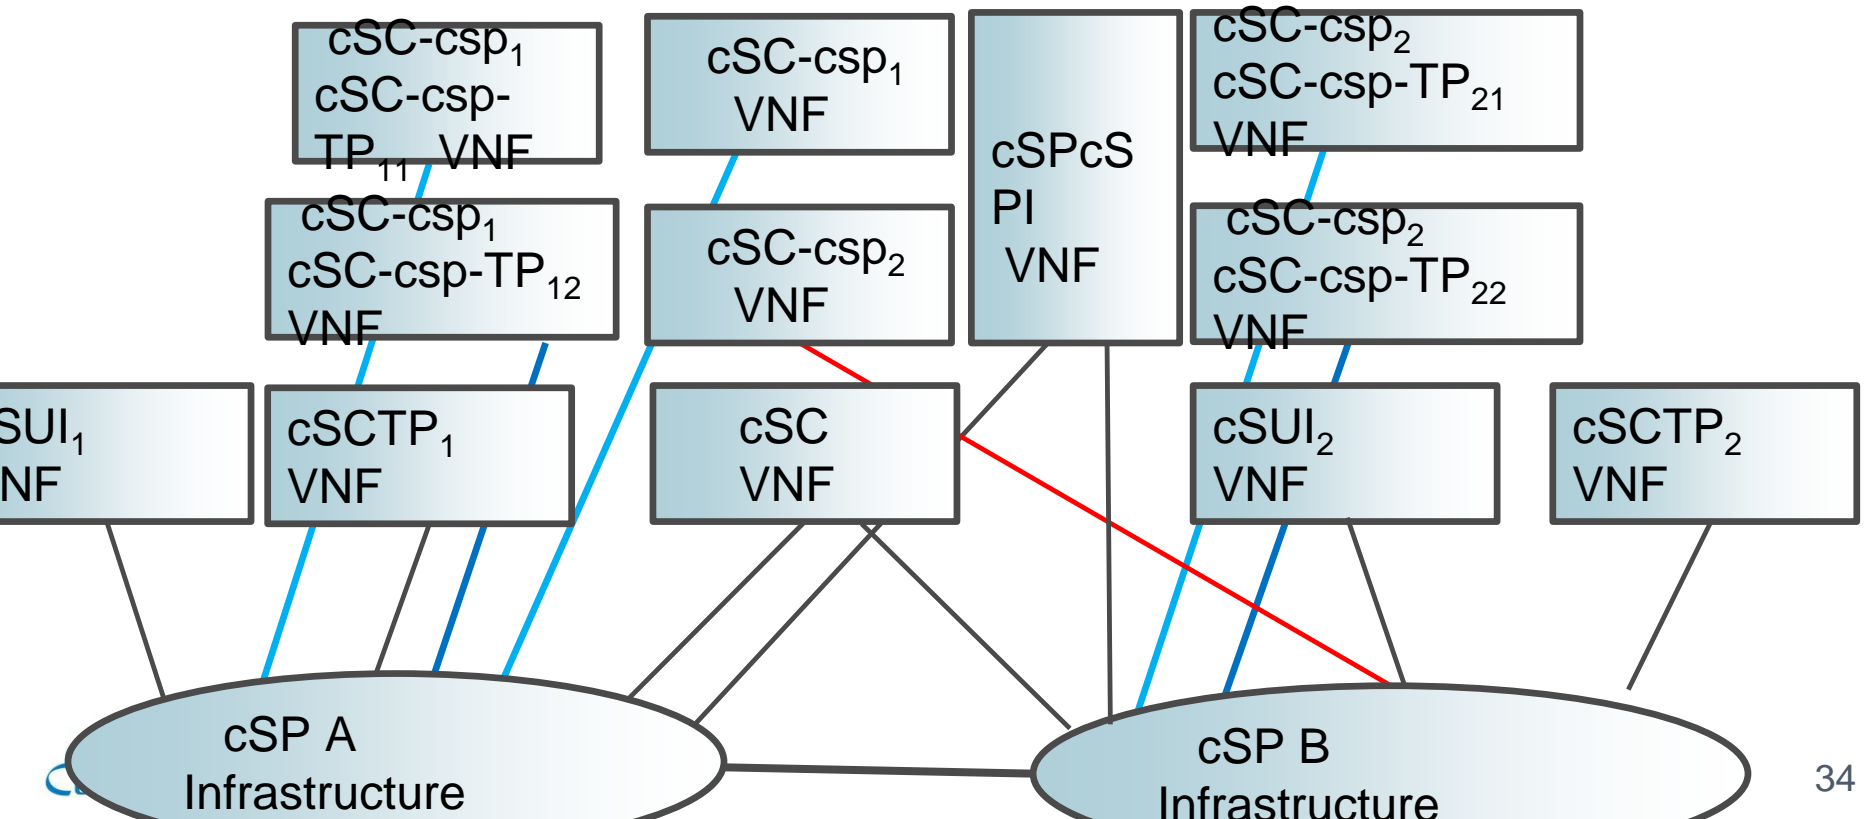 cSC-csp1
cSC-csp-
TP11 VNF
cSC-csp1
VNF
cSPcS
PI
VNF
cSC-csp2
cSC-csp-TP21
VNF
cSC-csp1
cSC-csp-TP12
VNF
cSC-csp2
VNF
cSC-csp2
cSC-csp-TP22
VNF
SUI1
NF
cSCTP1
VNF
cSC
VNF
cSUI2
VNF
cSCTP2
VNF
cSP A
Infrastructure
cSP B
Infrastructure
34